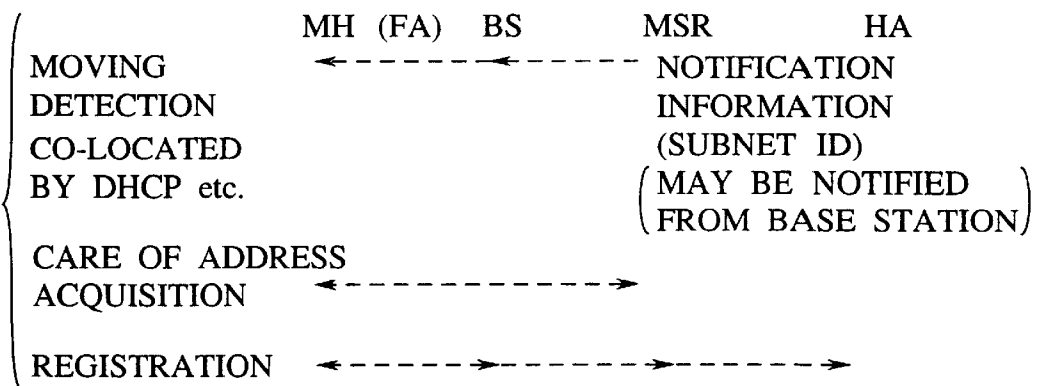 MH (FA) BS MSR HA
MOVING NOTIFICATION
DETECTION INFORMATION
CO-LOCATED (SUBNET ID)
BY DHCP etc. (MAY BE NOTIFIED
FROM BASE STATION)
CARE OF ADDRESS
ACQUISITION
REGISTRATION